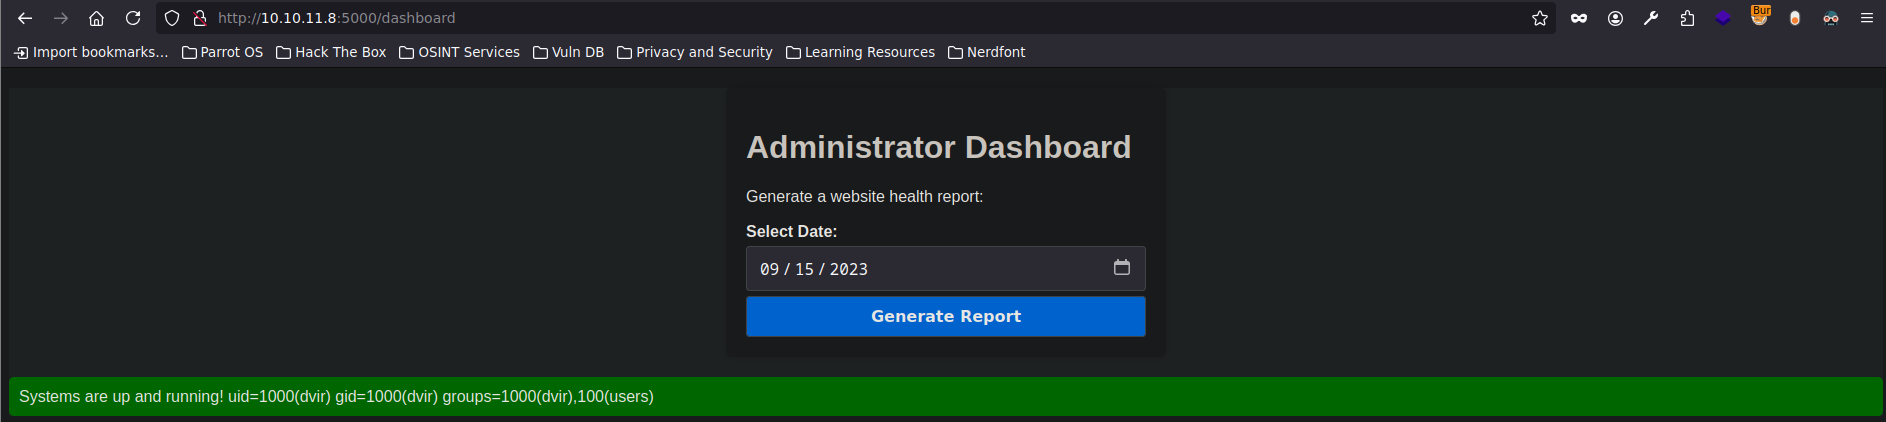 http://10.10.11.8:5000/dashboard
Bur
Import bookmarks... Parrot OS Hack The Box OSINT Services Vuln DB Privacy and Security Learning Resources Nerdfont
Administrator Dashboard
Generate a website health report:
Select Date:
09 / 15 / 2023
Generate Report
Systems are up and running! uid=1000(dvir) gid=1000(dvir) groups=1000(dvir),100(users)